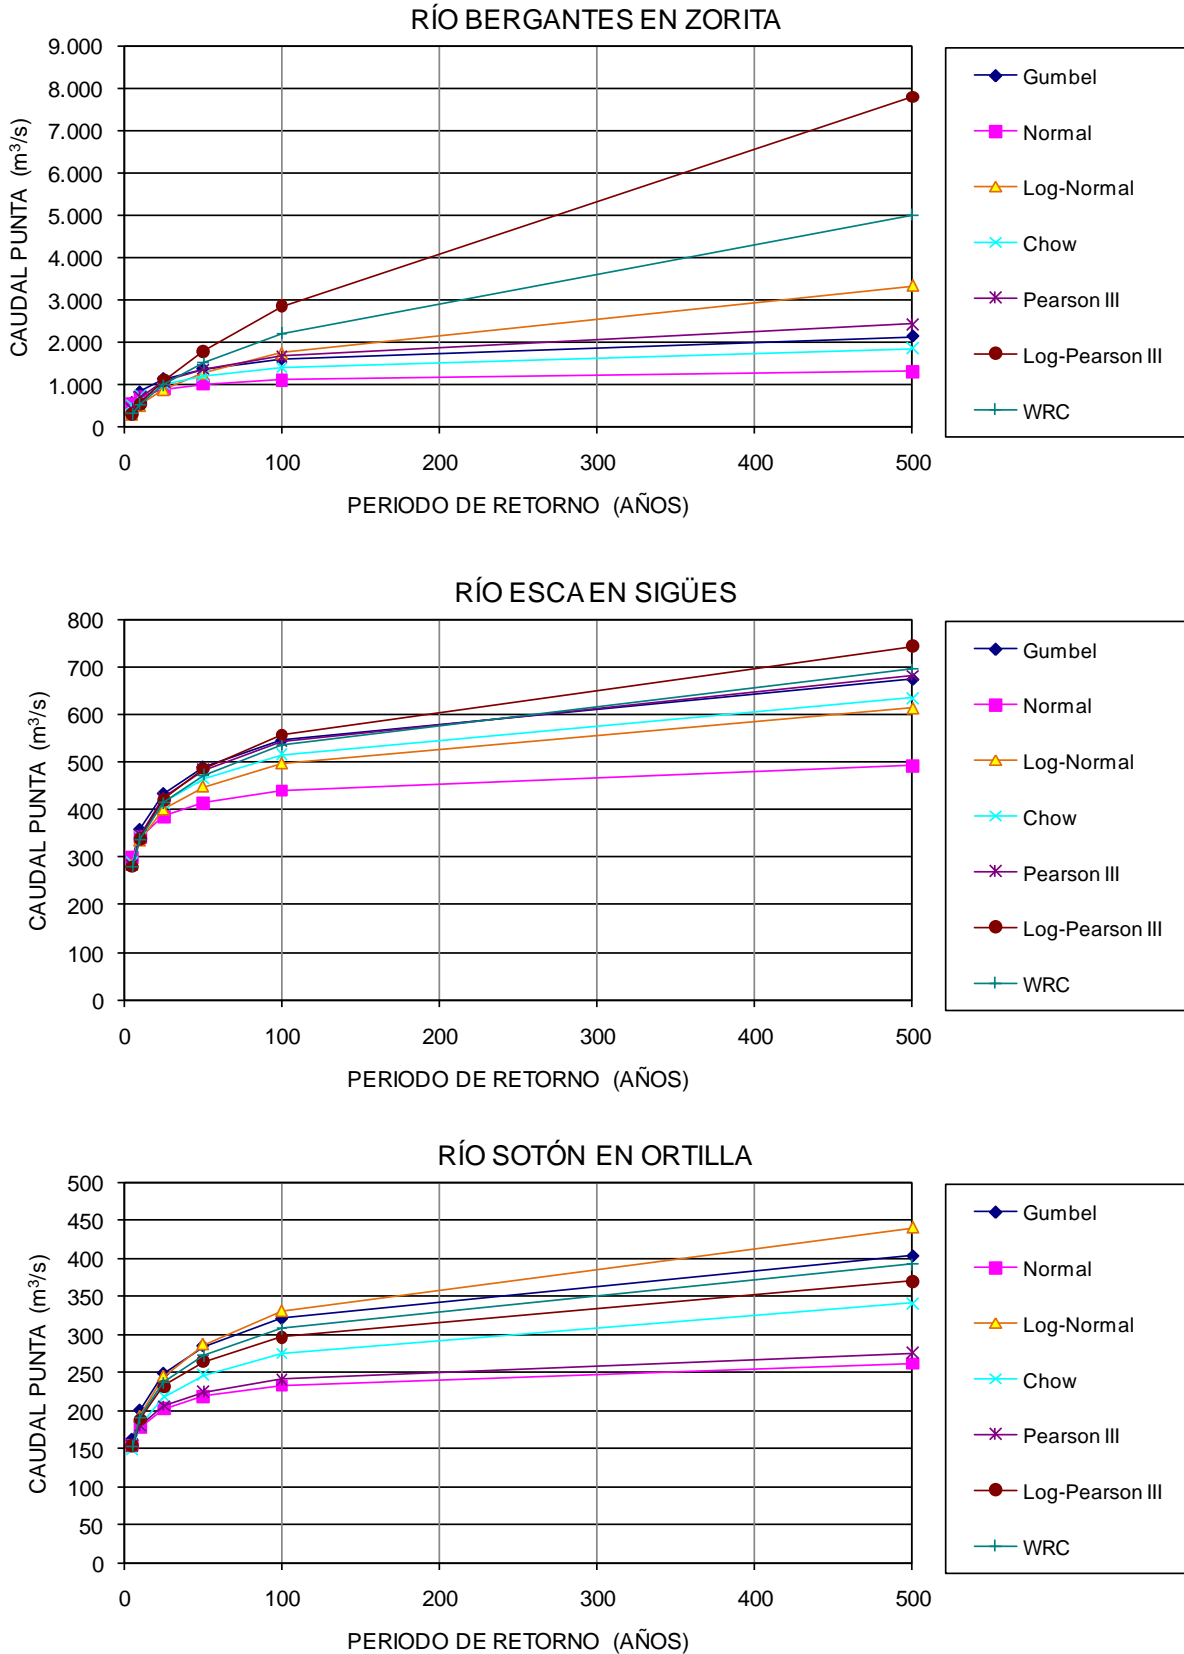 RÍO BERGANTES EN ZORITA
CAUDAL PUNTA (m³/s)
9.000
8.000
7.000
6.000
5.000
4.000
3.000
2.000
1.000
0
0 100 200 300 400 500
PERIODO DE RETORNO (AÑOS)
Gumbel
Normal
Log-Normal
Chow
Pearson III
Log-Pearson III
WRC
RÍO ESCA EN SIGÜES
CAUDAL PUNTA (m³/s)
800
700
600
500
400
300
200
100
0
0 100 200 300 400 500
PERIODO DE RETORNO (AÑOS)
Gumbel
Normal
Log-Normal
Chow
Pearson III
Log-Pearson III
WRC
RÍO SOTÓN EN ORTILLA
CAUDAL PUNTA (m³/s)
500
450
400
350
300
250
200
150
100
50
0
0 100 200 300 400 500
PERIODO DE RETORNO (AÑOS)
Gumbel
Normal
Log-Normal
Chow
Pearson III
Log-Pearson III
WRC